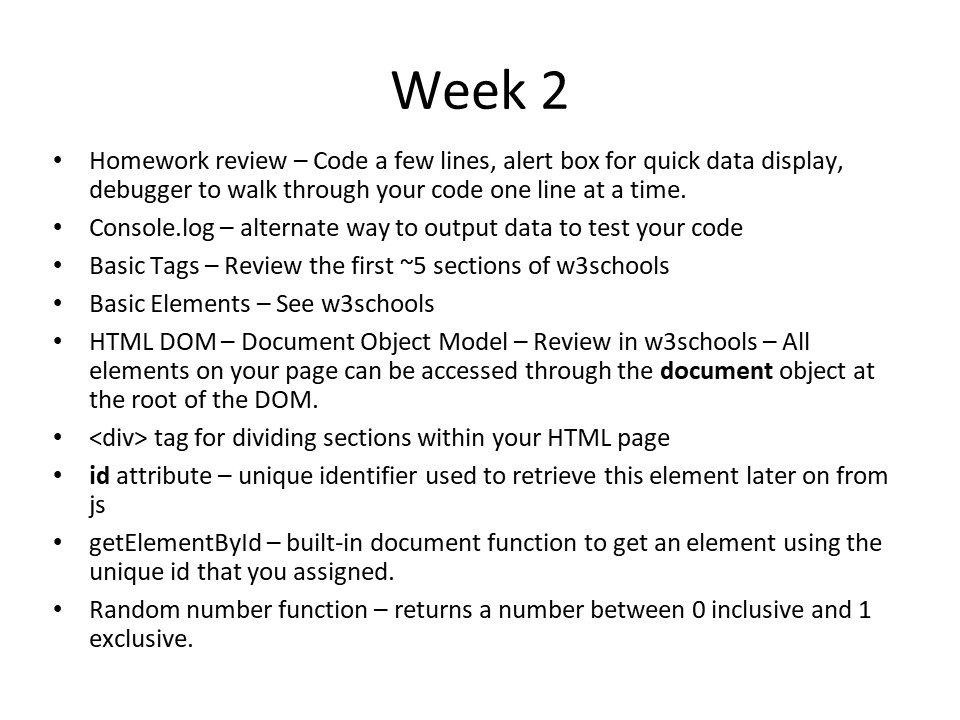 Week 2
• Homework review – Code a few lines, alert box for quick data display,
debugger to walk through your code one line at a time.
• Console.log – alternate way to output data to test your code
• Basic Tags – Review the first ~5 sections of w3schools
• Basic Elements – See w3schools
• HTML DOM – Document Object Model – Review in w3schools – All
elements on your page can be accessed through the document object at
the root of the DOM.
• <div> tag for dividing sections within your HTML page
• id attribute – unique identifier used to retrieve this element later on from
js
• getElementById – built-in document function to get an element using the
unique id that you assigned.
• Random number function – returns a number between 0 inclusive and 1
exclusive.